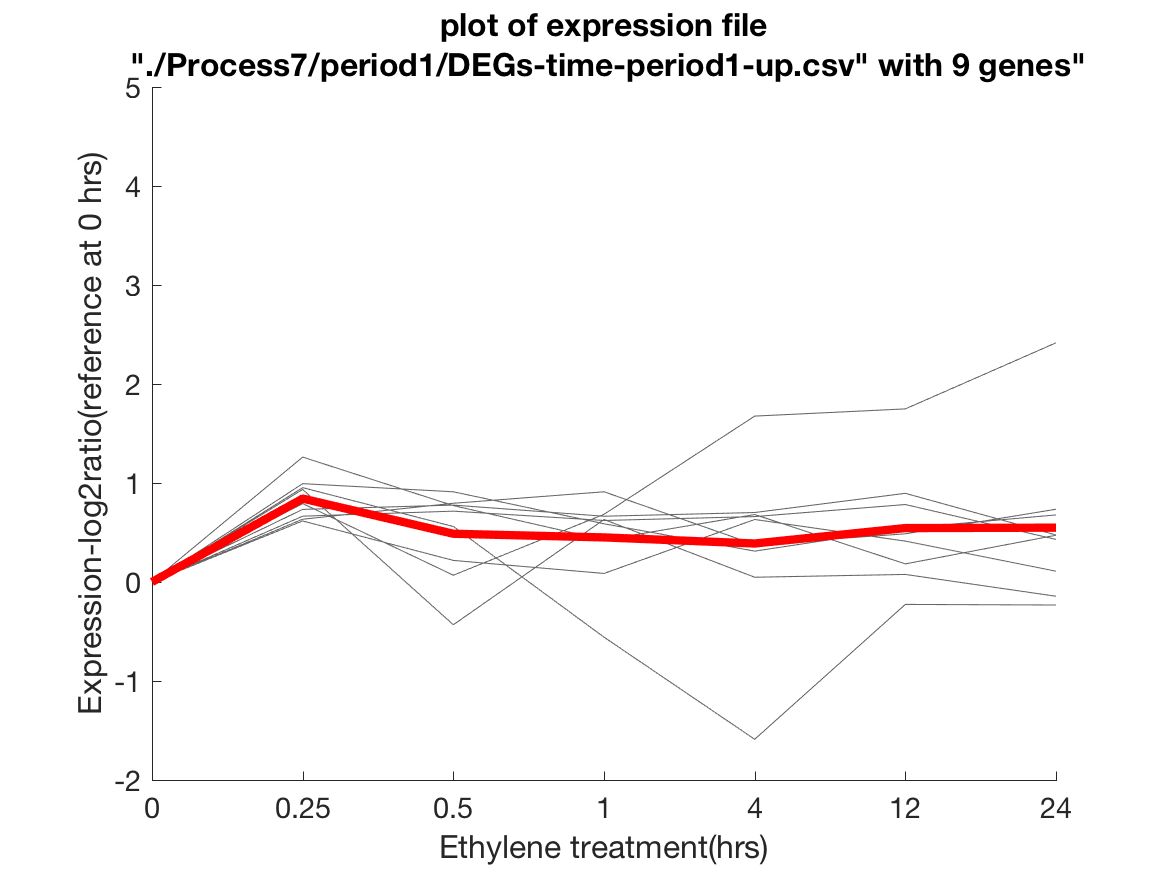 plot of expression file
"./Process7/period1/DEGs-time-period1-up.csv" with 9 genes"
5
4
3
2
1
0
-1
-2
Expression-log2ratio(reference at 0 hrs)
0 0.25 0.5 1 4 12 24
Ethylene treatment(hrs)